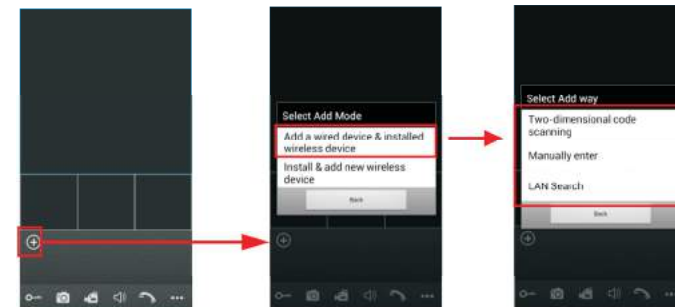 Select Add Mode
Add a wired device & installed
wireless device
Install & add new wireless
device
Back
Select Add way
Two-dimensional code
scanning
Manually enter
LAN Search
Back